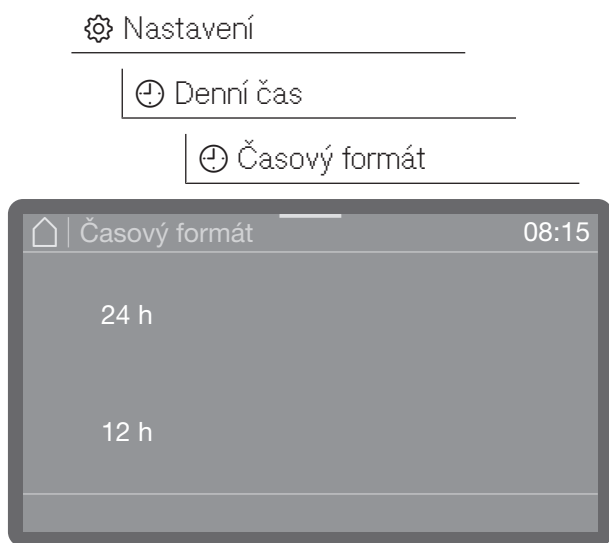 Nastavení
Denní čas
Časový formát
Časový formát 08:15
24 h
12 h